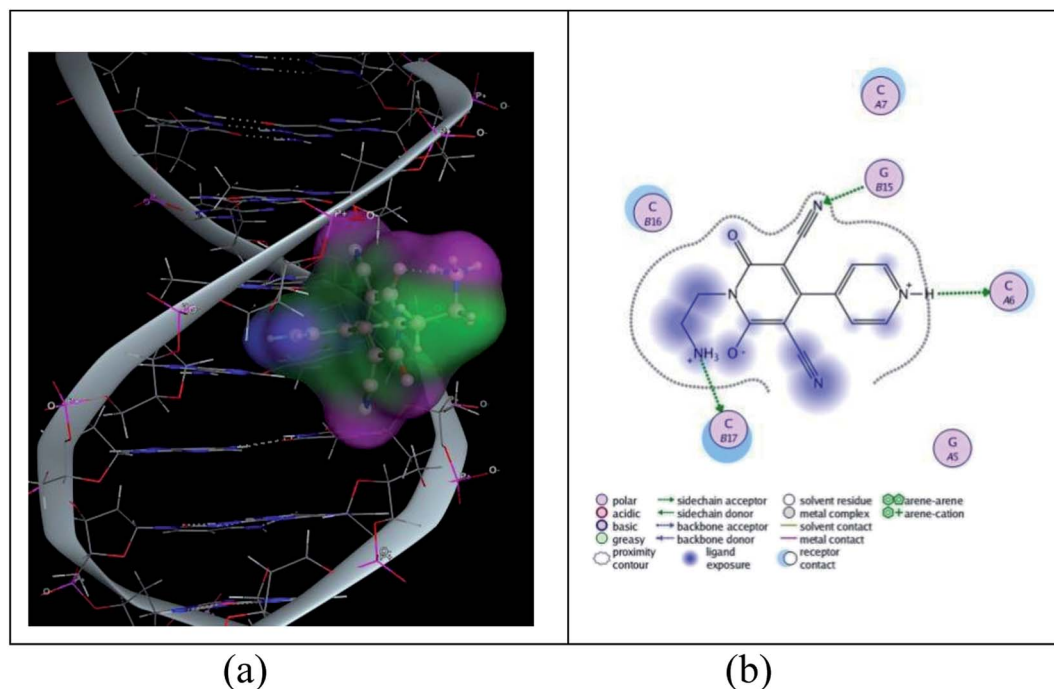 C
A7
G
B15
C
B16
N
O
N
N
H
C
A6
N
O
-
NH3
+
N
C
B17
G
A5
polar
sidechain acceptor
solvent residue
arene-arene
acidic
sidechain donor
metal complex
arene-cation
basic
backbone acceptor
solvent contact
greasy
backbone donor
metal contact
proximity contour
ligand exposure
receptor contact
(a)
(b)